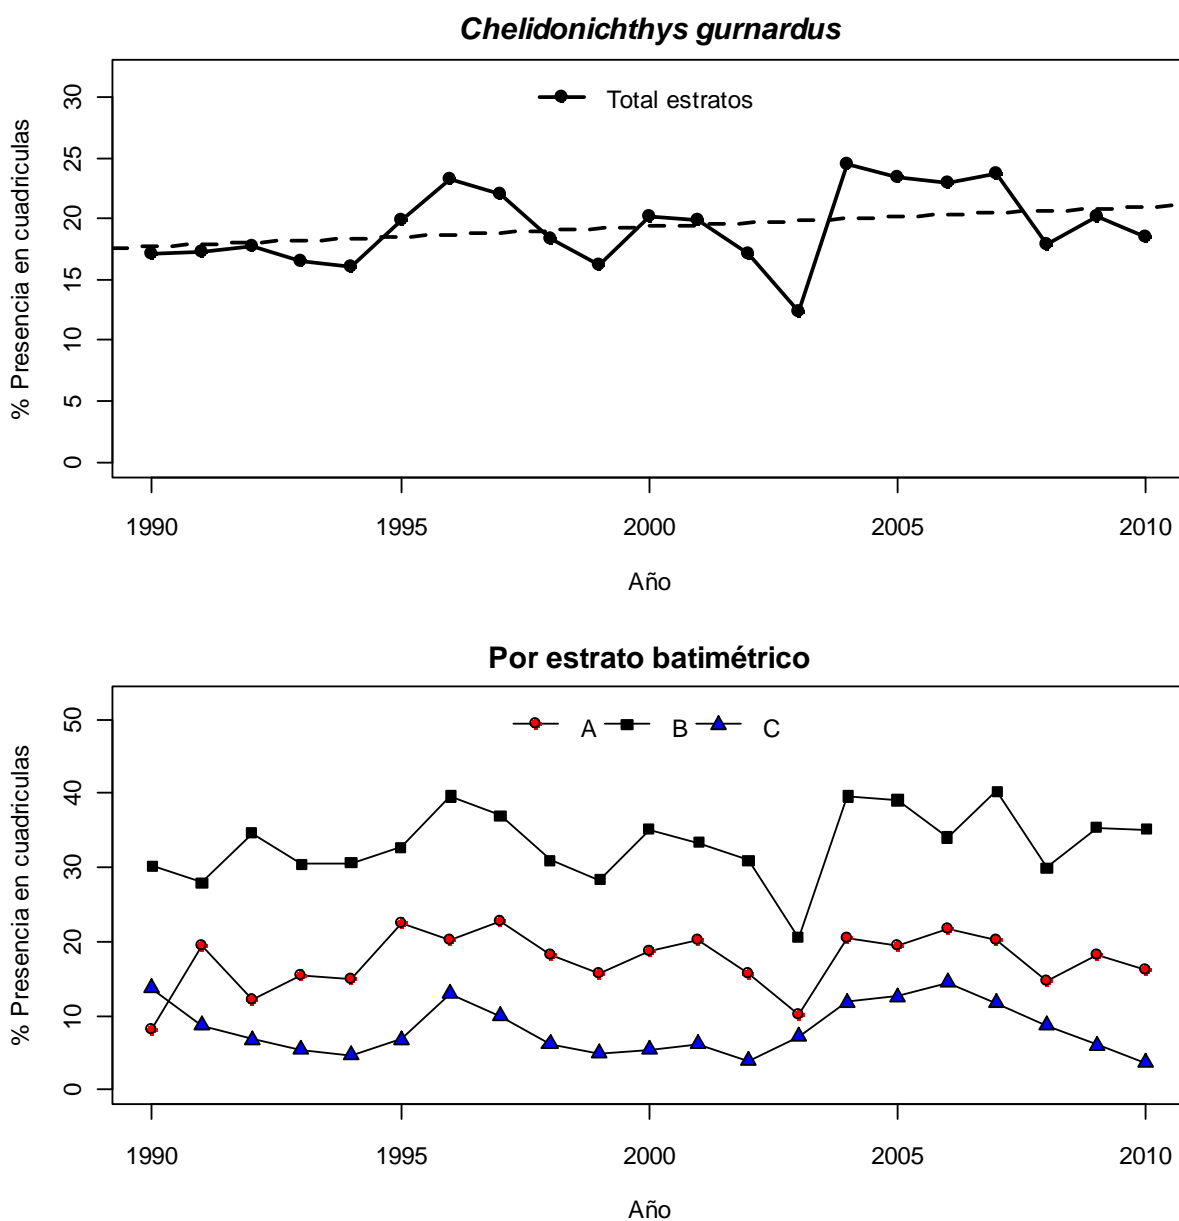 Chelidonichthys gurnardus
% Presencia en cuadriculas
30
25
20
15
10
5
0
Total estratos
1990 1995 2000 2005 2010
Año
Por estrato batimétrico
% Presencia en cuadriculas
50
40
30
20
10
0
A B C
1990 1995 2000 2005 2010
Año